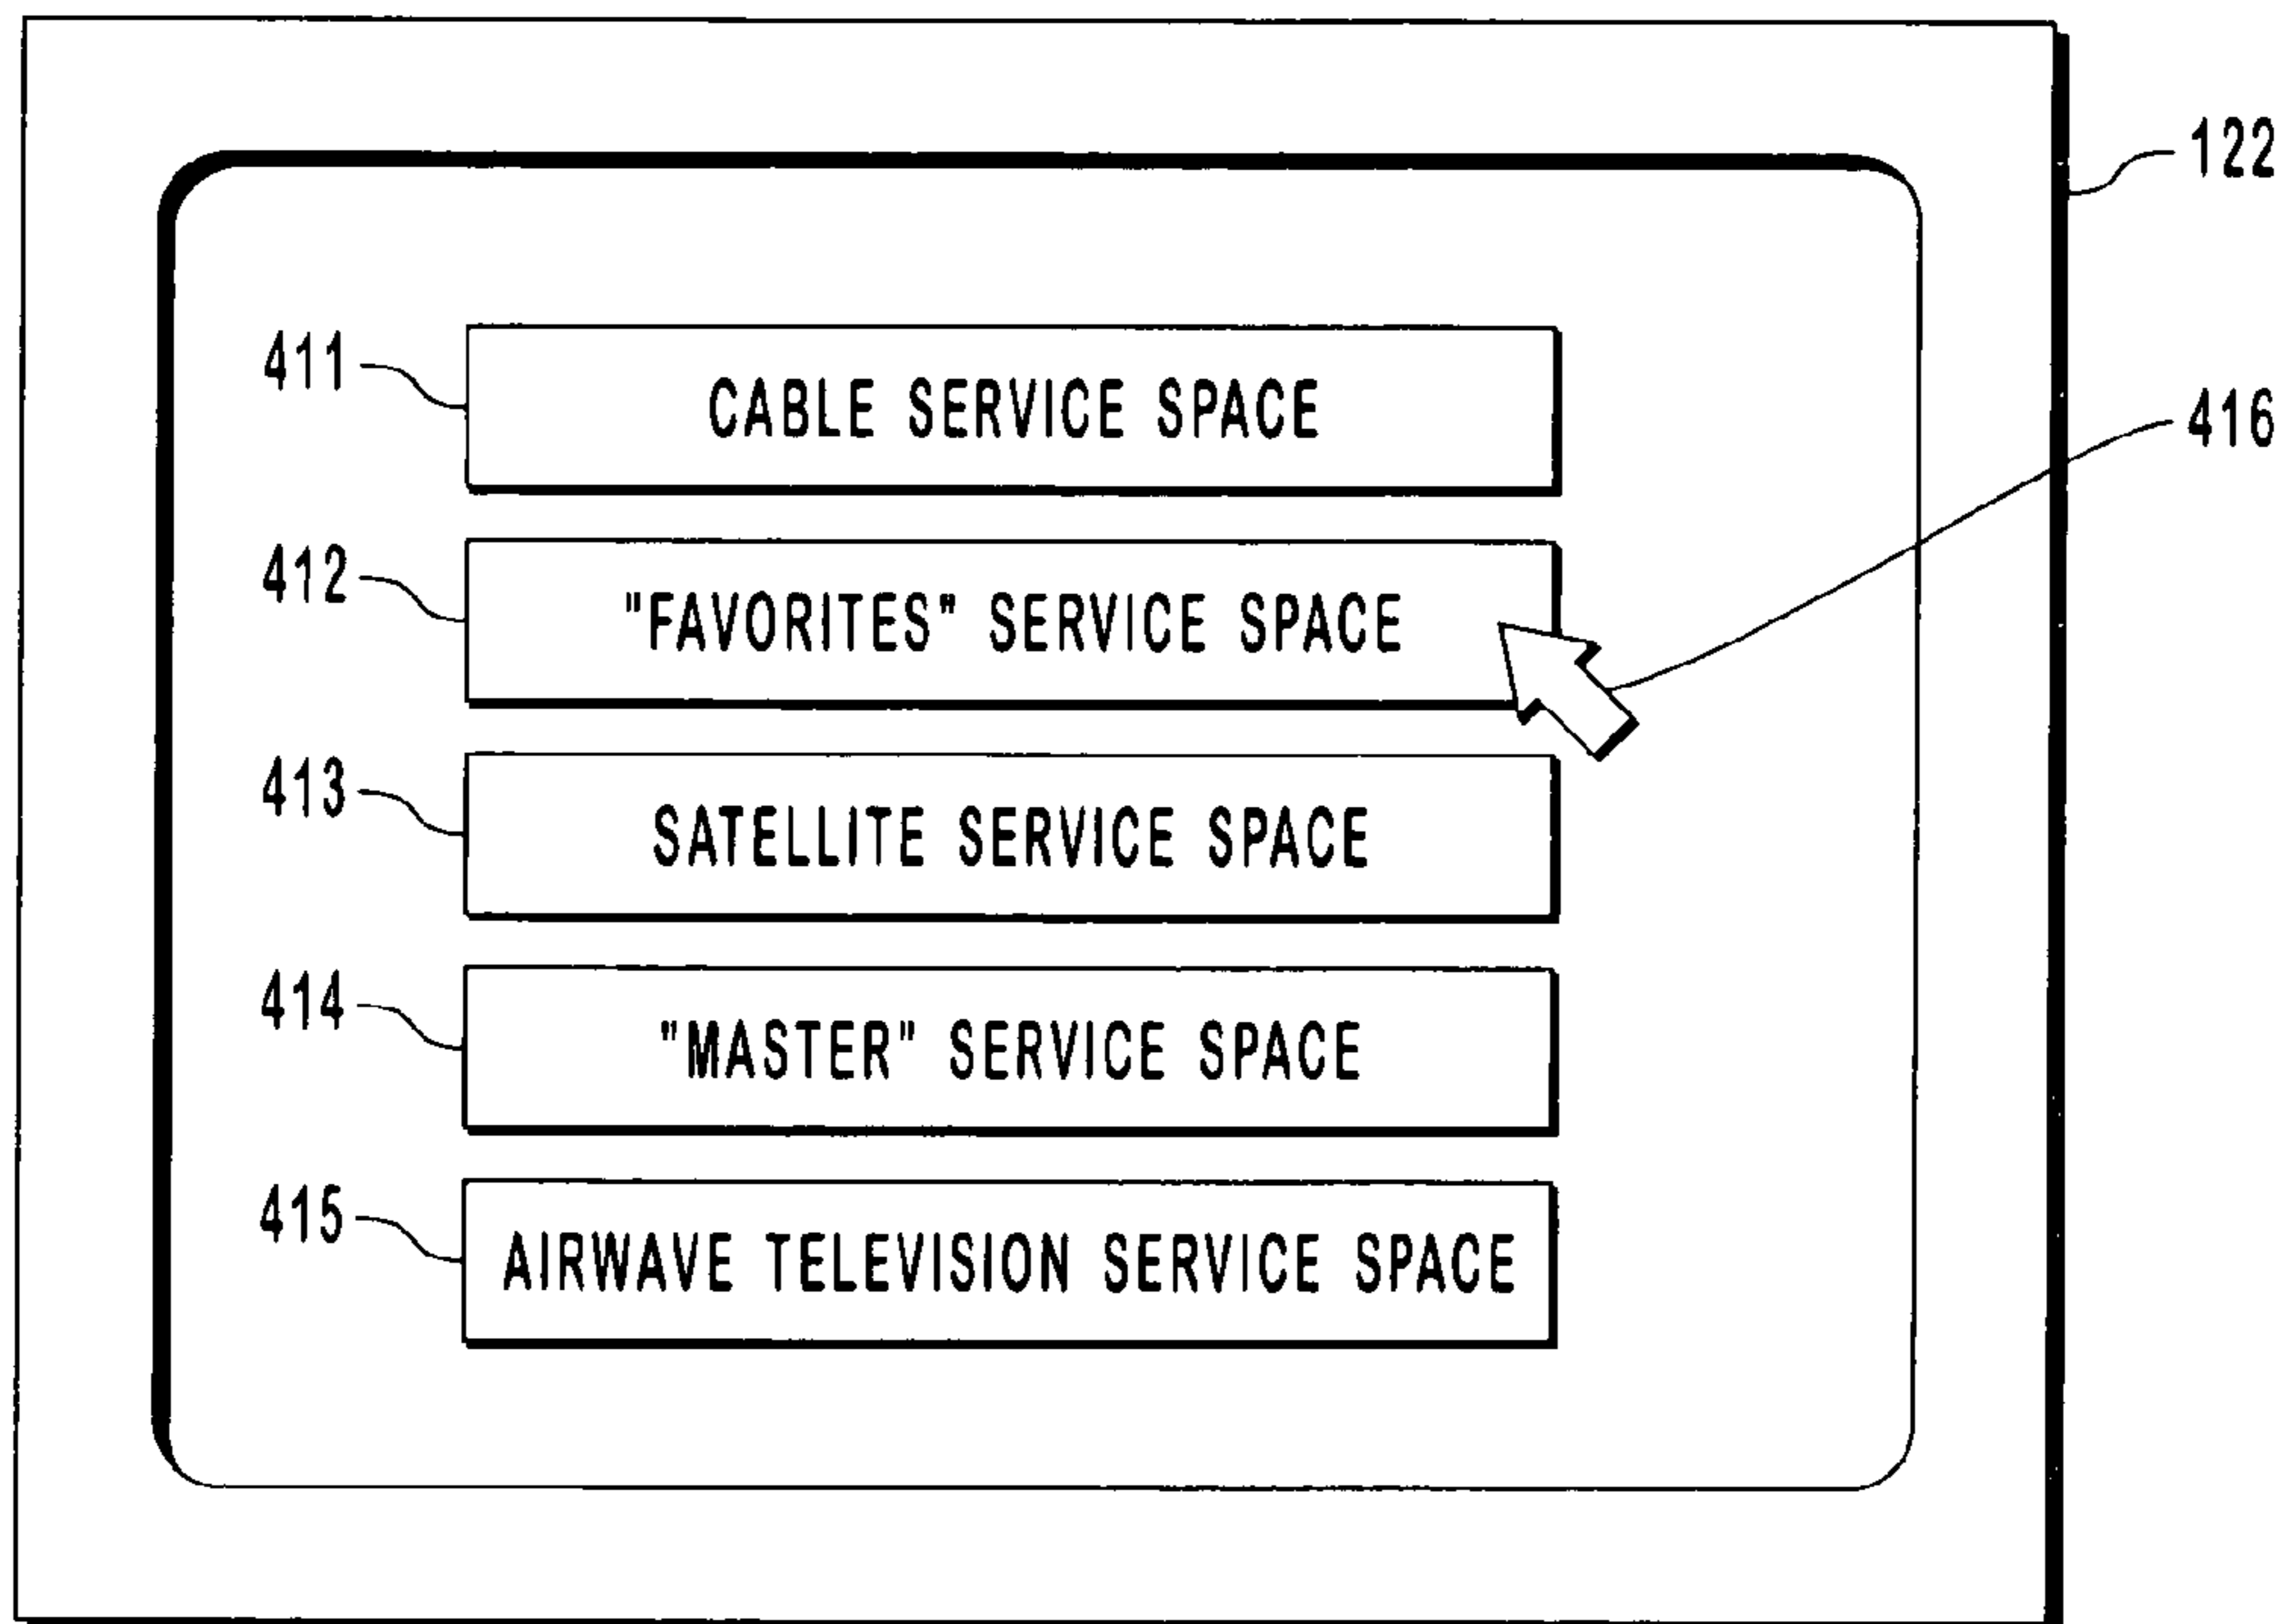 122
411
CABLE SERVICE SPACE
416
412
"FAVORITES" SERVICE SPACE
413
SATELLITE SERVICE SPACE
414
"MASTER" SERVICE SPACE
415
AIRWAVE TELEVISION SERVICE SPACE